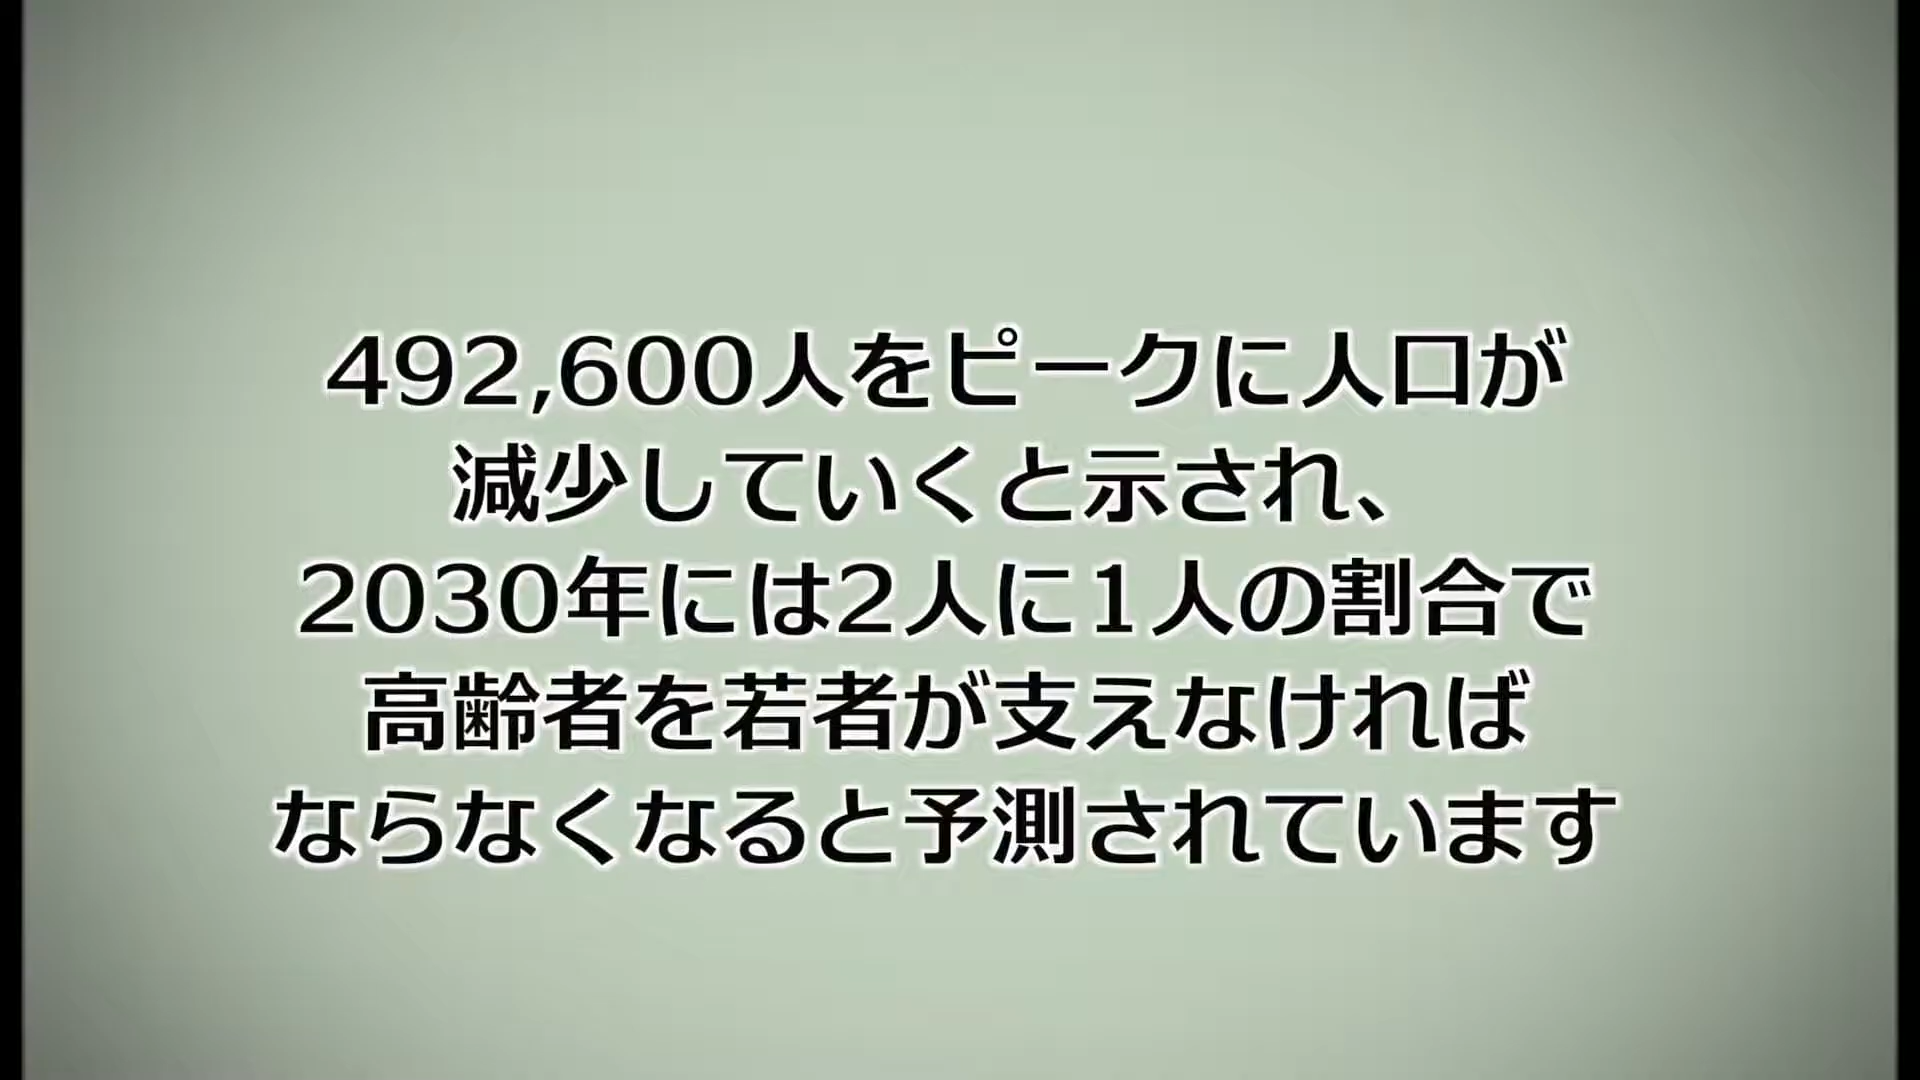 492,600人をピークに人口が
減少していくと示され、
2030年には2人に1人の割合で
高齢者を若者が支えなければ
ならなくなると予測されています